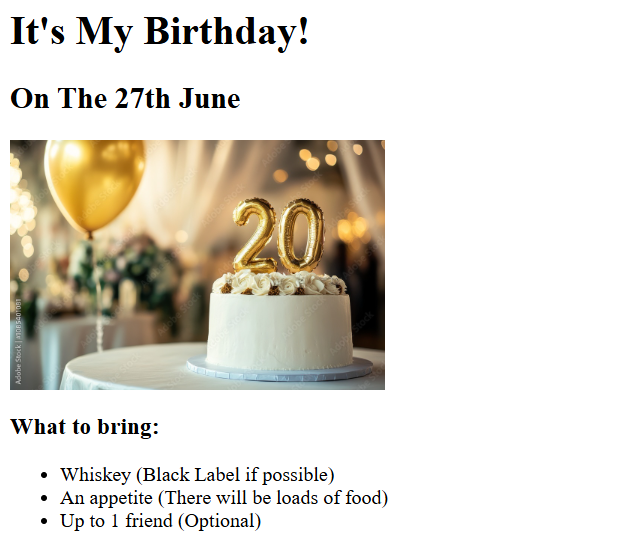 It's My Birthday!
On The 27th June
20
Adobe Stock | #1065401083
What to bring:
Whiskey (Black Label if possible)
An appetite (There will be loads of food)
Up to 1 friend (Optional)